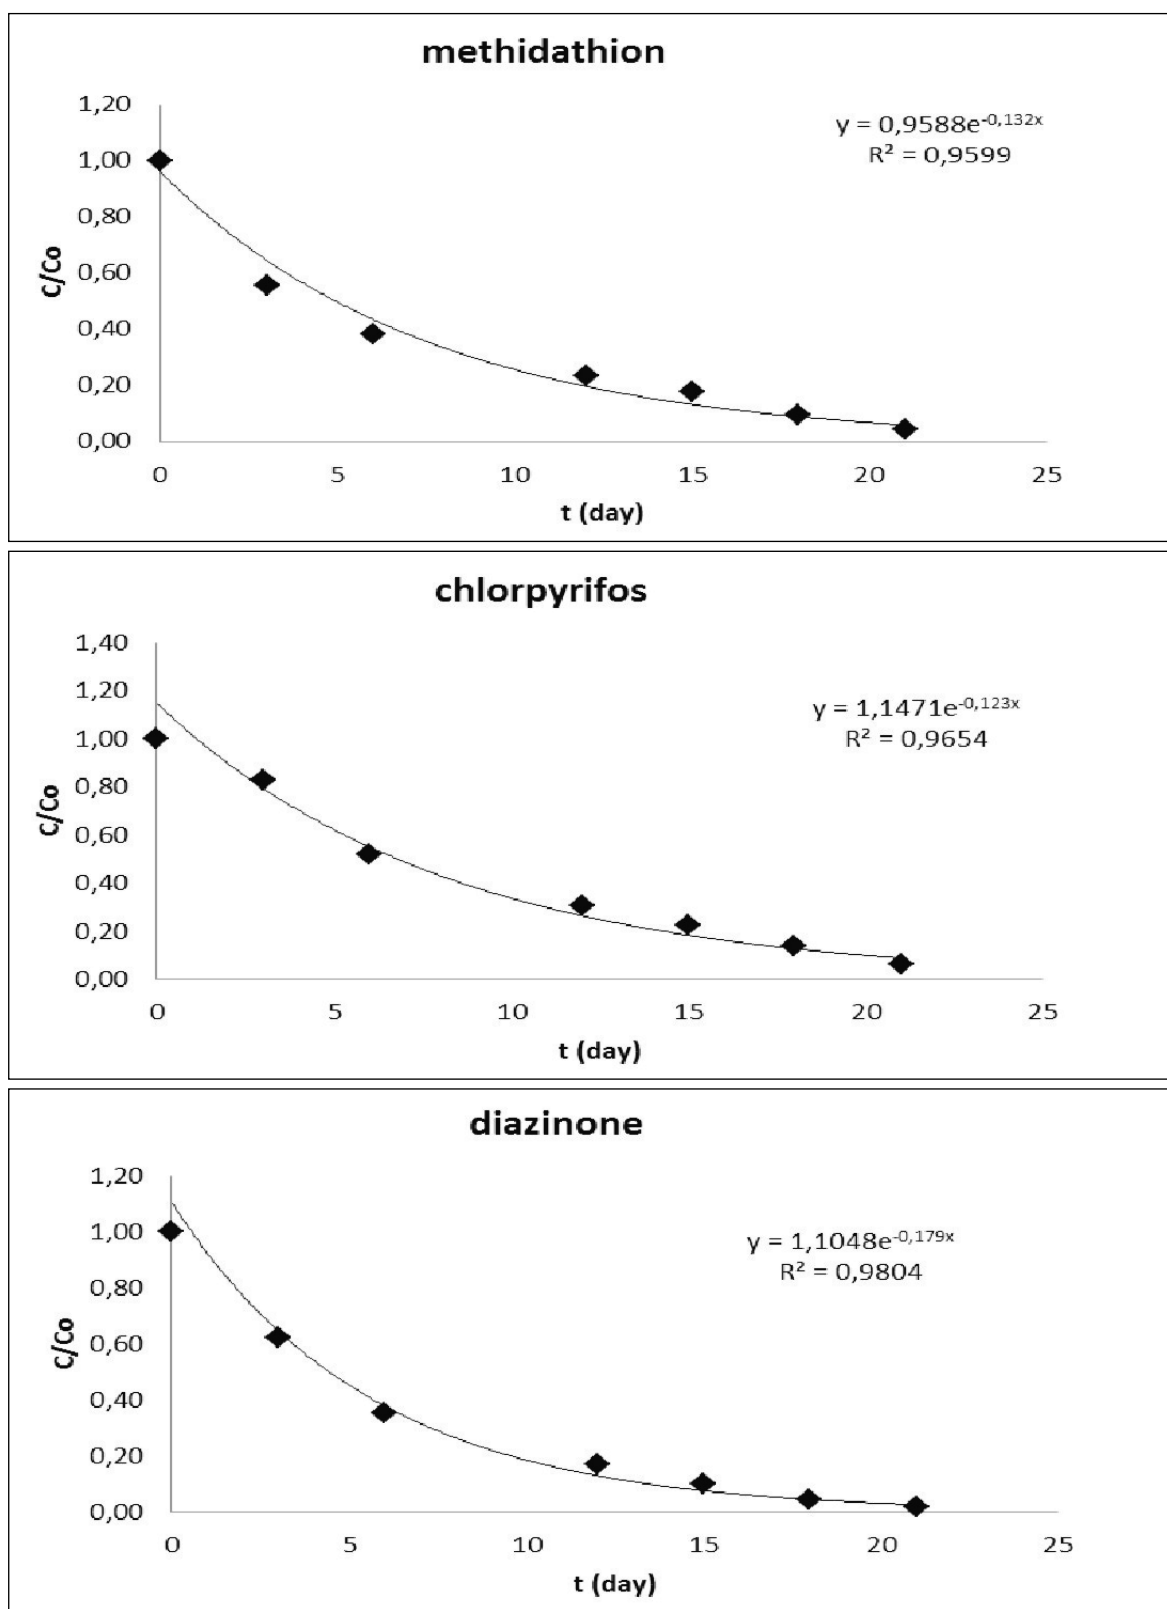 methidathion
1,20
y = 0,9588e^-0,132x
1,00
R² = 0,9599
0,80
C/Co
0,60
0,40
0,20
0,00
0 5 10 15 20 25
t (day)
chlorpyrifos
1,40
1,20
y = 1,1471e^-0,123x
1,00
R² = 0,9654
0,80
C/Co
0,60
0,40
0,20
0,00
0 5 10 15 20 25
t (day)
diazinone
1,20
1,00
y = 1,1048e^-0,179x
R² = 0,9804
0,80
C/Co
0,60
0,40
0,20
0,00
0 5 10 15 20 25
t (day)